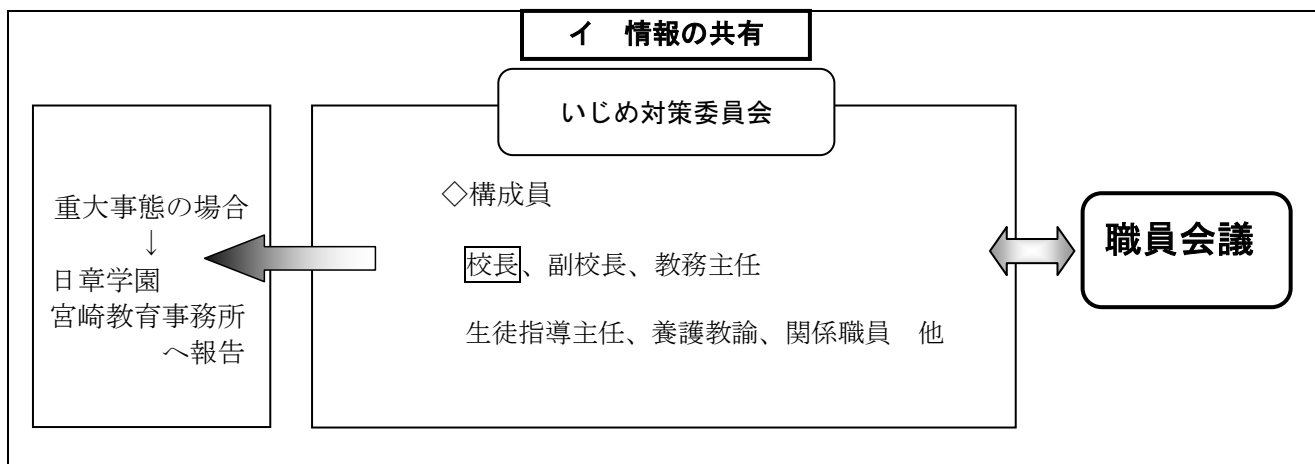 イ　情報の共有
いじめ対策委員会
重大事態の場合
↓
日章学園
宮崎教育事務所
へ報告
◇構成員
校長、副校長、教務主任
生徒指導主任、養護教諭、関係職員　他
職員会議